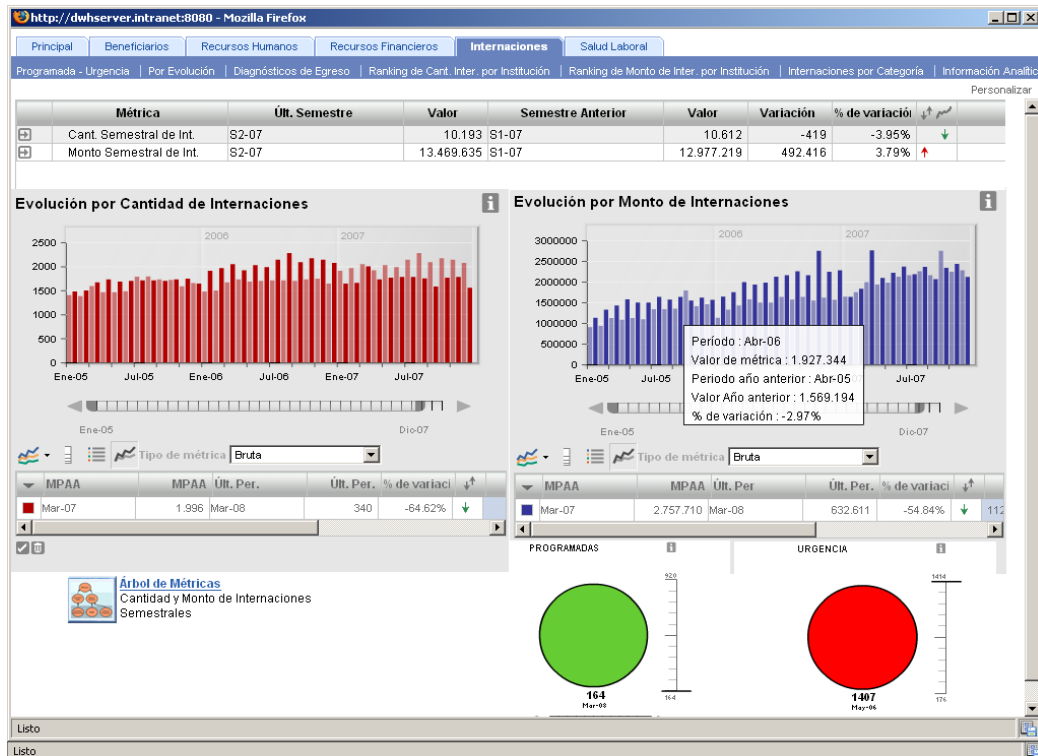 http://dwhserver.intranet:8080 - Mozilla Firefox
Principal Beneficiarios Recursos Humanos Recursos Financieros Internaciones Salud Laboral
Programada - Urgencia | Por Evolución | Diagnósticos de Egreso | Ranking de Cant. Inter. por Institución | Ranking de Monto de Inter. por Institución | Internaciones por Categoría | Información Analític
Personalizar
Métrica Últ. Semestre Valor Semestre Anterior Valor Variación % de variación
Cant. Semestral de Int. S2-07 10.193 S1-07 10.612 -419 -3.95%
Monto Semestral de Int. S2-07 13.469.635 S1-07 12.977.219 492.416 3.79%
Evolución por Cantidad de Internaciones
2006 2007
2500
2000
1500
1000
500
0
Ene-05 Jul-05 Ene-06 Jul-06 Ene-07 Jul-07
Ene-05 Dic-07
Tipo de métrica Bruta
MPAA MPAA Últ. Per. Últ. Per. % de variaci
Mar-07 1.996 Mar-08 340 -64.62%
Evolución por Monto de Internaciones
2006 2007
3000000
2500000
2000000
1500000
1000000
500000
0
Ene-05 Jul-05 Jul-07
Período : Abr-06
Valor de métrica : 1.927.344
Periodo año anterior : Abr-05
Valor Año anterior : 1.569.194
% de variación : -2.97%
Ene-05 Dic-07
Tipo de métrica Bruta
MPAA MPAA Últ. Per Últ. Per. % de variaci
Mar-07 2.757.710 Mar-08 632.611 -54.84% 112
Árbol de Métricas
Cantidad y Monto de Internaciones
Semestrales
PROGRAMADAS
920
164
164
Mar-08
URGENCIA
1414
176
1407
May-06
Listo
Listo